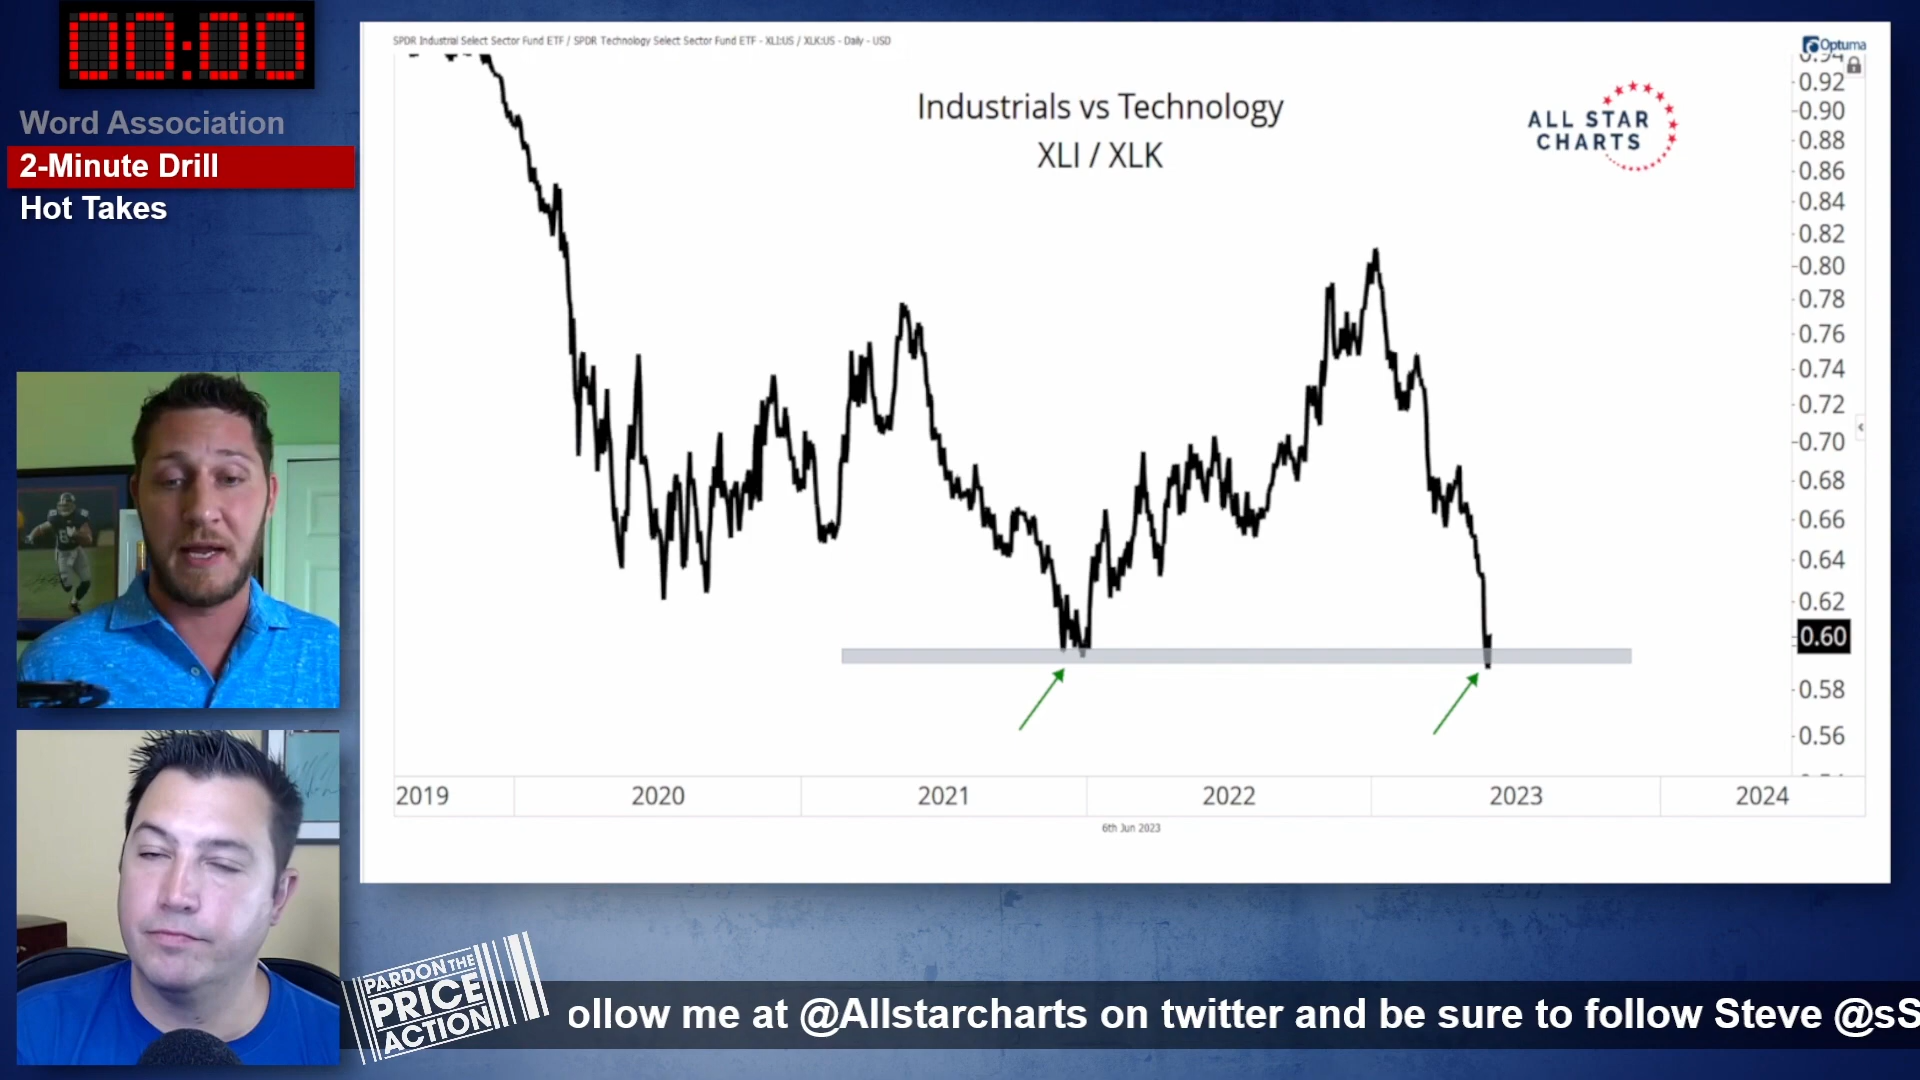 00:00
Word Association
2-Minute Drill
Hot Takes
SPDR Industrial Select Sector Fund ETF / SPDR Technology Select Sector Fund ETF - XLI:US / XLK:US - Daily - USD
Optuma
Industrials vs Technology
XLI / XLK
ALL STAR
CHARTS
0.94
0.92
0.90
0.88
0.86
0.84
0.82
0.80
0.78
0.76
0.74
0.72
0.70
0.68
0.66
0.64
0.62
0.60
0.58
0.56
2019 2020 2021 2022 2023 2024
6th Jun 2023
PARDON THE
PRICE
ACTION
ollow me at @Allstarcharts on twitter and be sure to follow Steve @sS